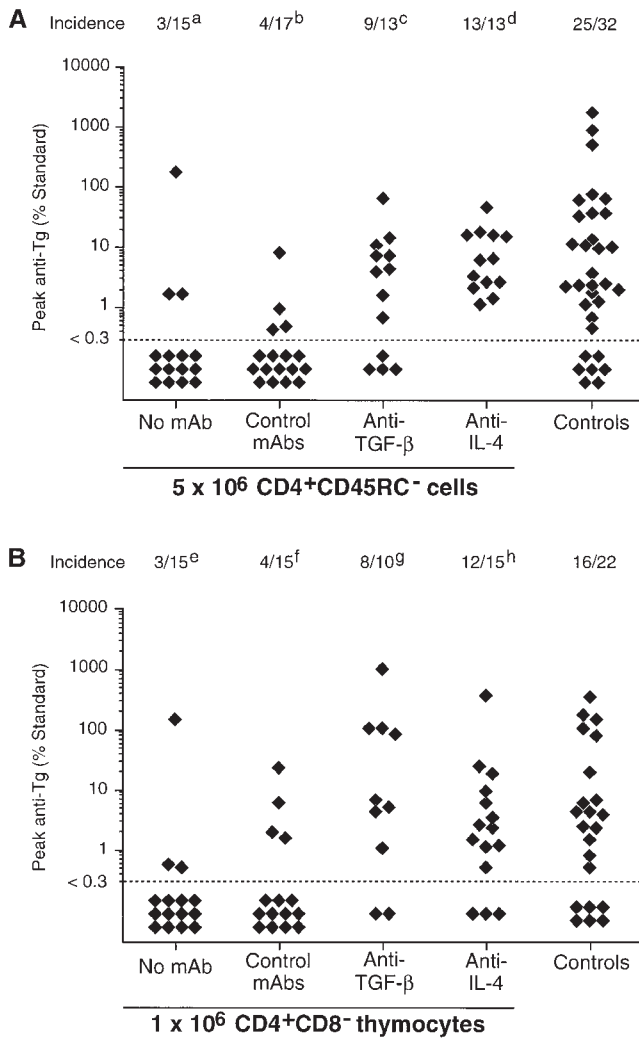 A
Incidence 3/15a 4/17b 9/13c 13/13d 25/32
10000
1000
100
10
1
< 0.3
Peak anti-Tg (% Standard)
No mAb Control mAbs Anti-TGF-β Anti-IL-4 Controls
5 x 10⁶ CD4+CD45RC- cells
B
Incidence 3/15e 4/15f 8/10g 12/15h 16/22
10000
1000
100
10
1
< 0.3
Peak anti-Tg (% Standard)
No mAb Control mAbs Anti-TGF-β Anti-IL-4 Controls
1 x 10⁶ CD4+CD8- thymocytes